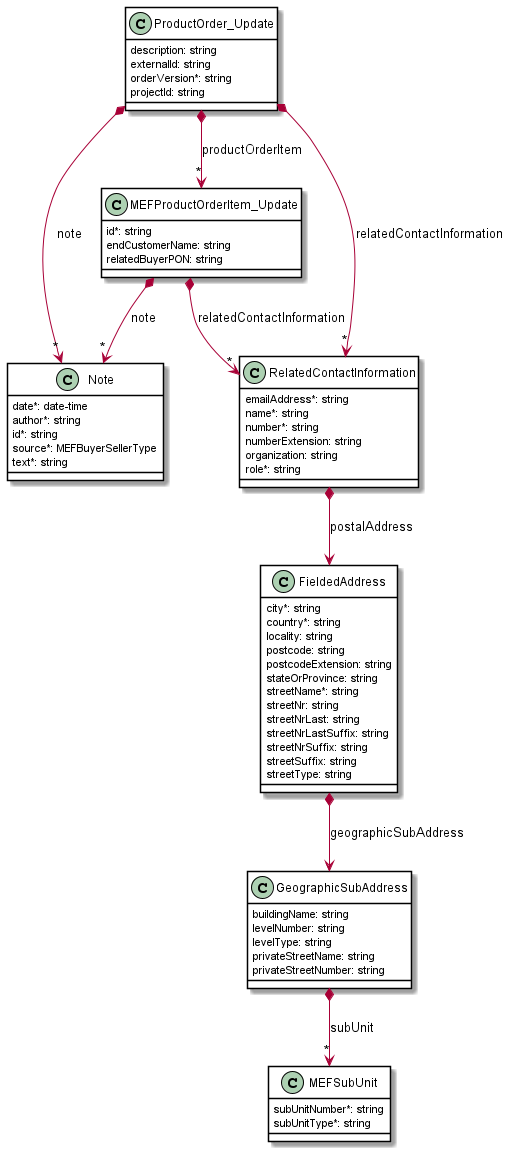 C ProductOrder_Update
description: string
externalId: string
orderVersion*: string
projectId: string
productOrderItem
*
C MEFProductOrderItem_Update
id*: string
endCustomerName: string
relatedBuyerPON: string
note
relatedContactInformation
note
relatedContactInformation
*
*
*
*
C Note
date*: date-time
author*: string
id*: string
source*: MEFBuyerSellerType
text*: string
C RelatedContactInformation
emailAddress*: string
name*: string
number*: string
numberExtension: string
organization: string
role*: string
postalAddress
C FieldedAddress
city*: string
country*: string
locality: string
postcode: string
postcodeExtension: string
stateOrProvince: string
streetName*: string
streetNr: string
streetNrLast: string
streetNrLastSuffix: string
streetNrSuffix: string
streetSuffix: string
streetType: string
geographicSubAddress
C GeographicSubAddress
buildingName: string
levelNumber: string
levelType: string
privateStreetName: string
privateStreetNumber: string
subUnit
*
C MEFSubUnit
subUnitNumber*: string
subUnitType*: string